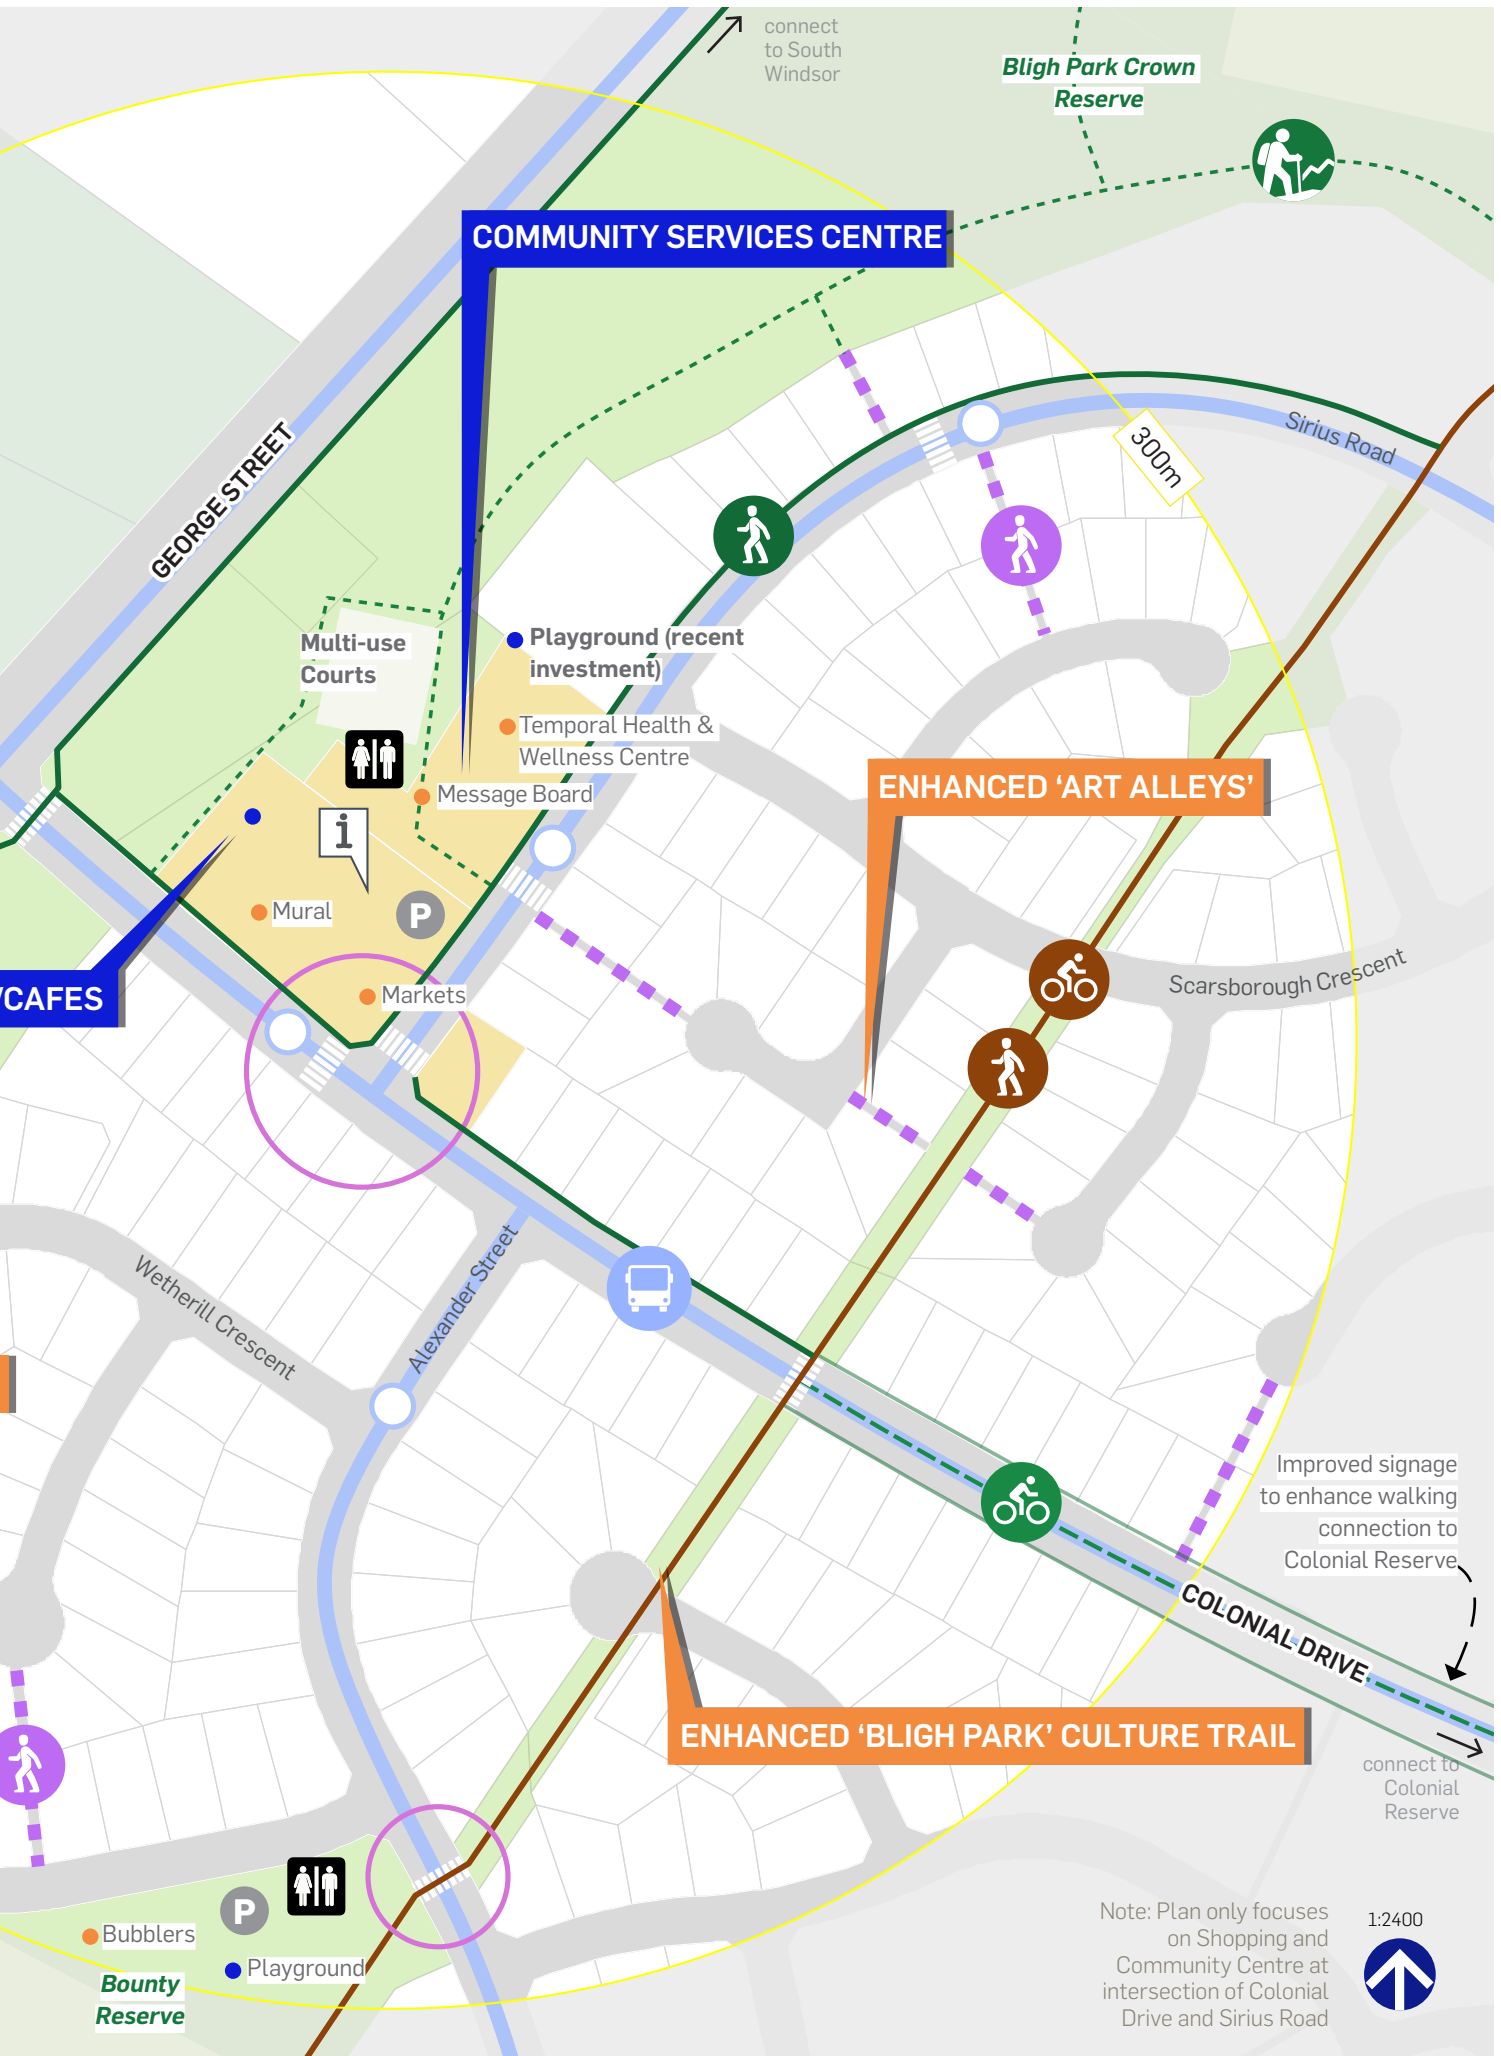 connect
to South
Windsor
Bligh Park Crown
Reserve
COMMUNITY SERVICES CENTRE
GEORGE STREET
Sirius Road
300m
Multi-use
Courts
Playground (recent
investment)
Temporal Health &
Wellness Centre
Message Board
ENHANCED ‘ART ALLEYS’
i
P
Mural
/CAFES
Markets
Scarsborough Crescent
Wetherill Crescent
Alexander Street
Improved signage
to enhance walking
connection to
Colonial Reserve
COLONIAL DRIVE
ENHANCED ‘BLIGH PARK’ CULTURE TRAIL
connect to
Colonial
Reserve
P
Bubblers
Playground
Bounty
Reserve
Note: Plan only focuses
on Shopping and
Community Centre at
intersection of Colonial
Drive and Sirius Road
1:2400